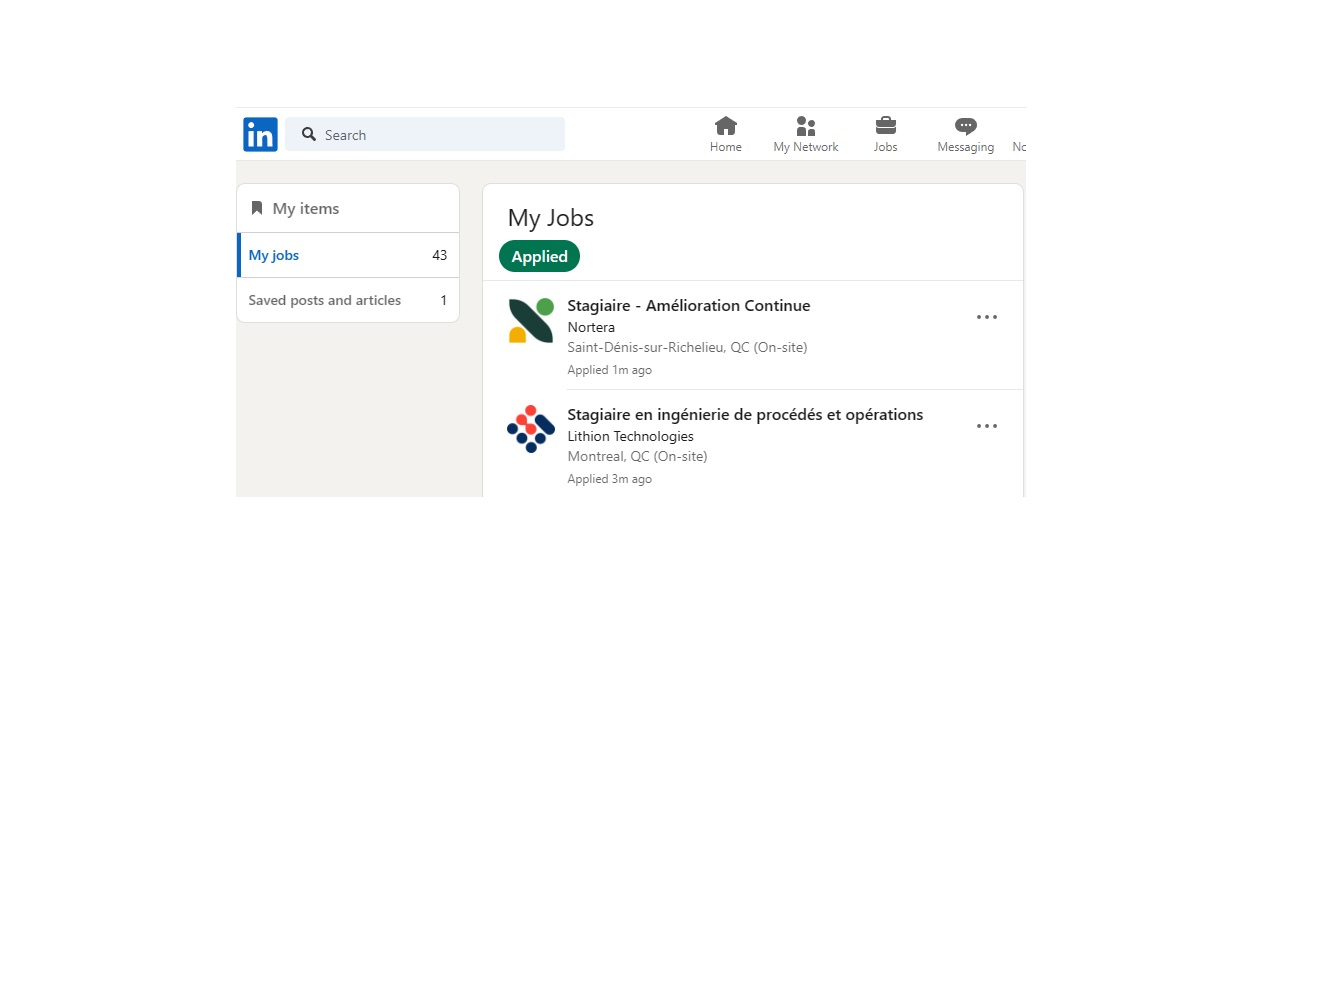 in
Search
Home
My Network
Jobs
Messaging
My items
My jobs 43
Saved posts and articles 1
My Jobs
Applied
Stagiaire - Amélioration Continue
Nortera
Saint-Dénis-sur-Richelieu, QC (On-site)
Applied 1m ago
Stagiaire en ingénierie de procédés et opérations
Lithion Technologies
Montreal, QC (On-site)
Applied 3m ago